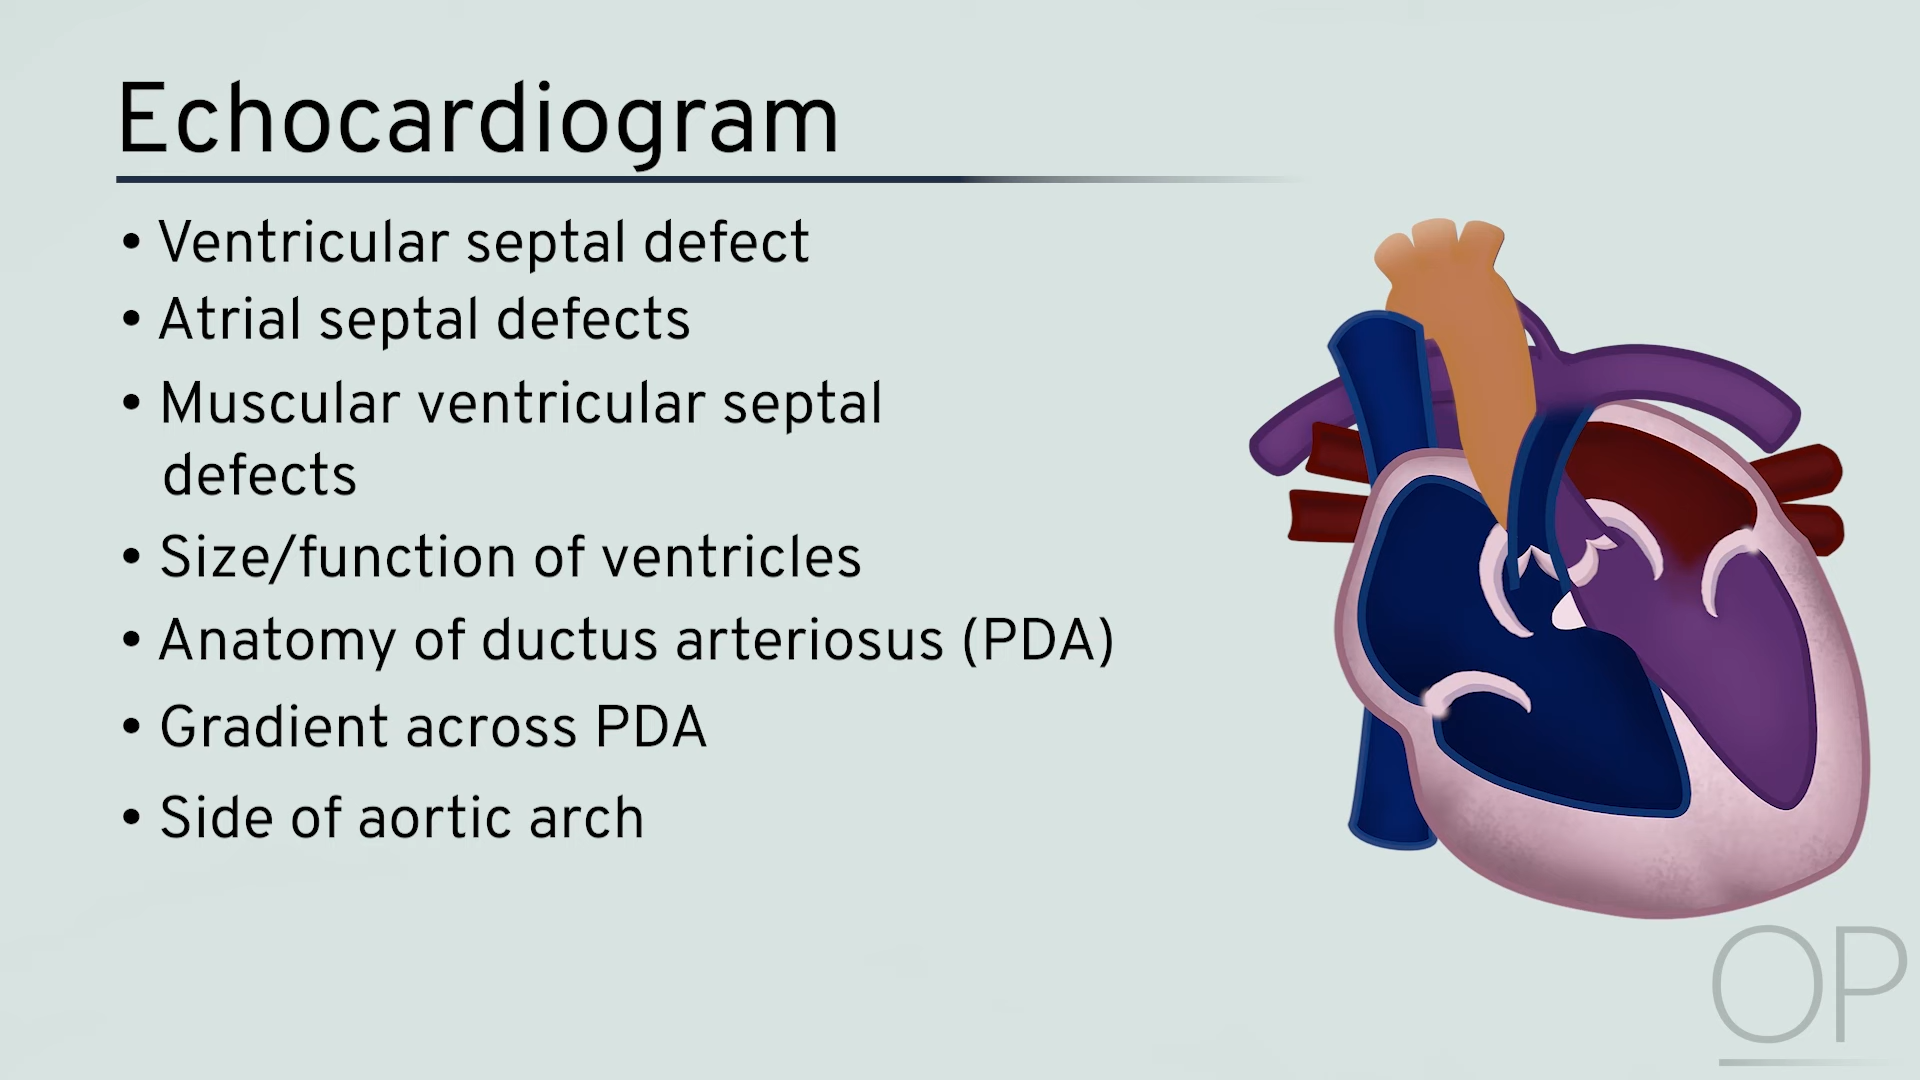 Echocardiogram
• Ventricular septal defect
• Atrial septal defects
• Muscular ventricular septal
defects
• Size/function of ventricles
• Anatomy of ductus arteriosus (PDA)
• Gradient across PDA
• Side of aortic arch
OP